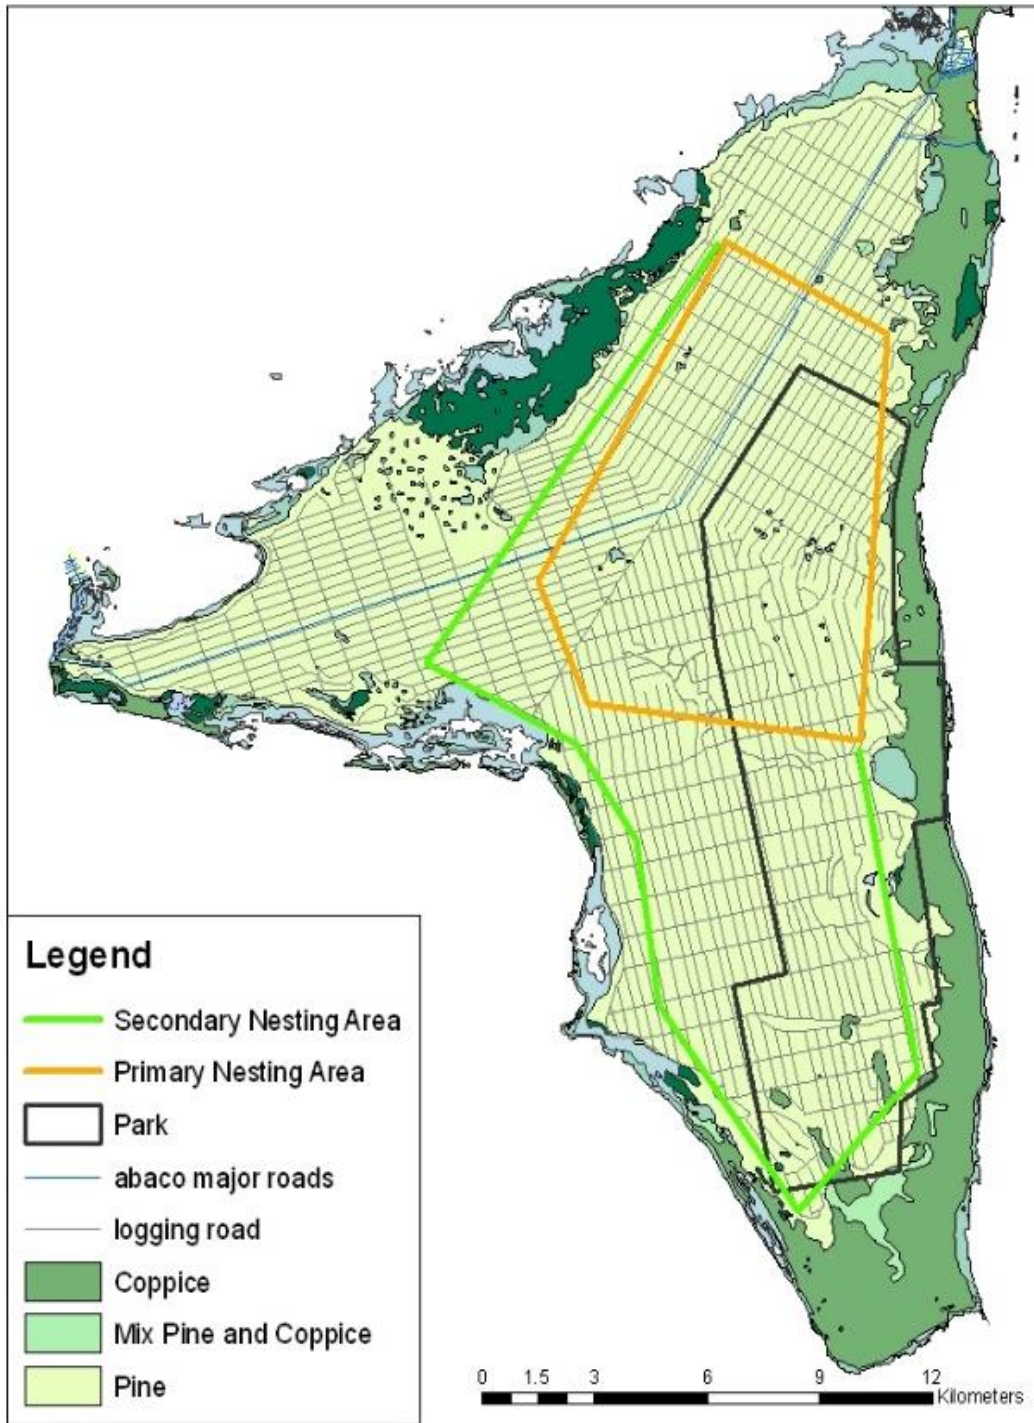 Legend
Secondary Nesting Area
Primary Nesting Area
Park
abaco major roads
logging road
Coppice
Mix Pine and Coppice
Pine
0 1.5 3 6 9 12
Kilometers